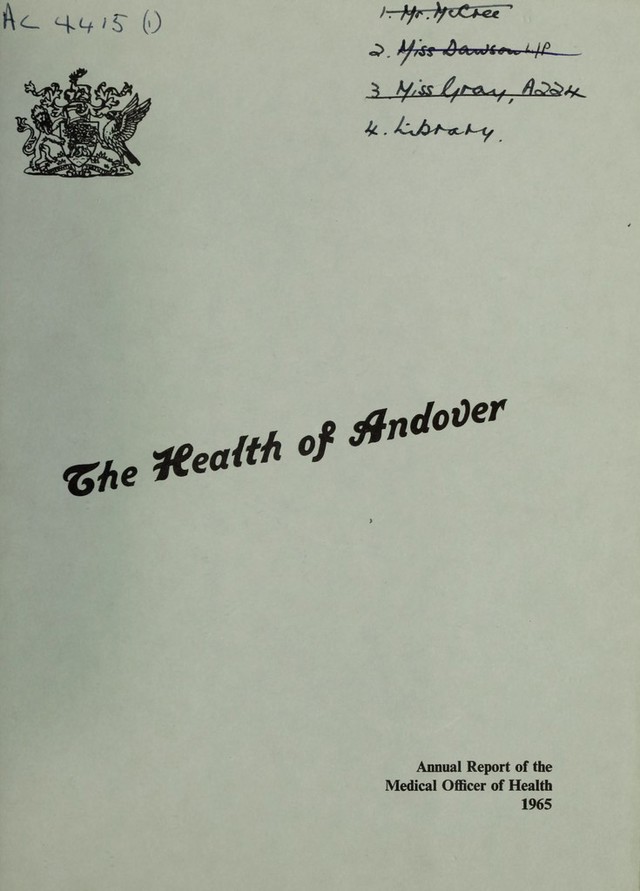 AC 4415 (1)
1. Mr. McCree
2. Miss Dawson
3 Miss Gray, A224
4. Library.
The Health of Andover
Annual Report of the
Medical Officer of Health
1965